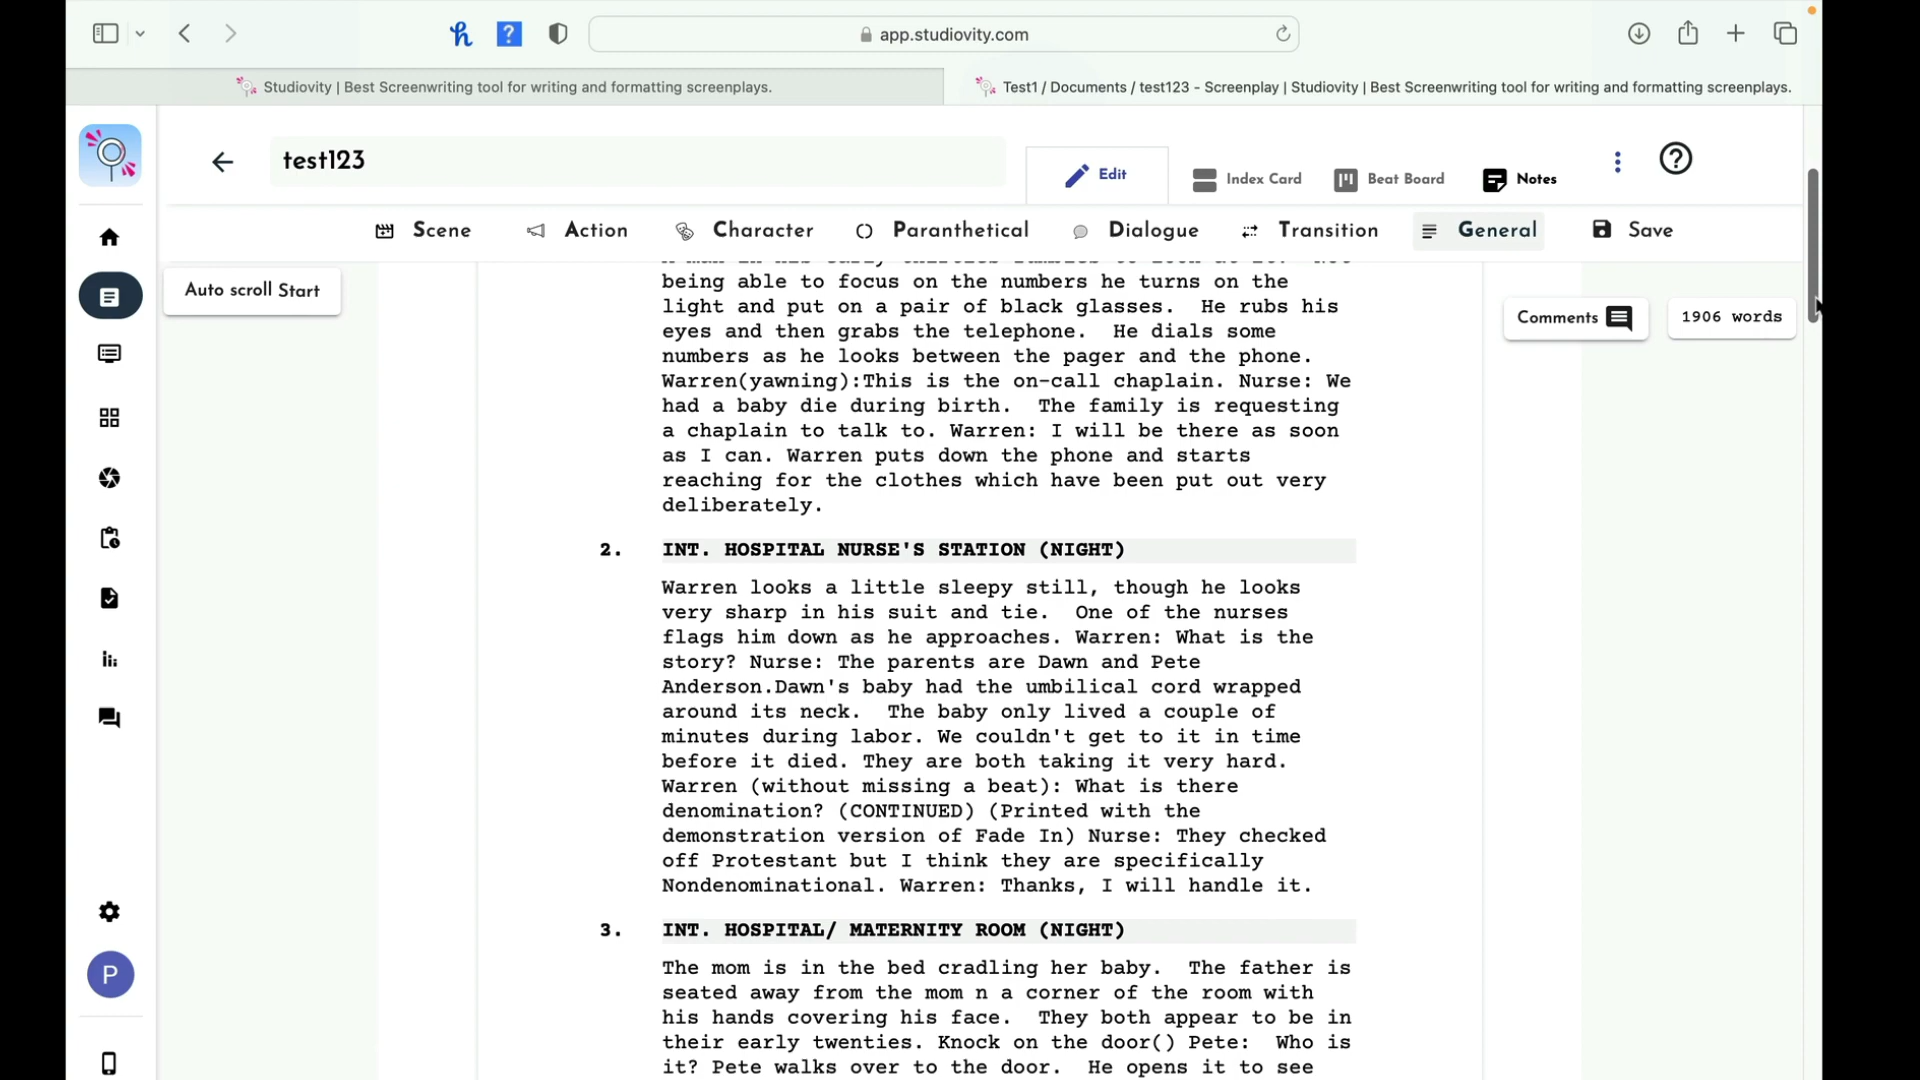 app.studiovity.com
Studiovity | Best Screenwriting tool for writing and formatting screenplays.
Test1 / Documents / test123 - Screenplay | Studiovity | Best Screenwriting tool for writing and formatting screenplays.
test123
Edit
Index Card
Beat Board
Notes
Scene
Action
Character
Paranthetical
Dialogue
Transition
General
Save
Auto scroll Start
Comments
1906 words
being able to focus on the numbers he turns on the
light and put on a pair of black glasses.  He rubs his
eyes and then grabs the telephone.  He dials some
numbers as he looks between the pager and the phone.
Warren(yawning):This is the on-call chaplain. Nurse: We
had a baby die during birth.  The family is requesting
a chaplain to talk to. Warren: I will be there as soon
as I can. Warren puts down the phone and starts
reaching for the clothes which have been put out very
deliberately.
2. INT. HOSPITAL NURSE'S STATION (NIGHT)
Warren looks a little sleepy still, though he looks
very sharp in his suit and tie.  One of the nurses
flags him down as he approaches. Warren: What is the
story? Nurse: The parents are Dawn and Pete
Anderson.Dawn's baby had the umbilical cord wrapped
around its neck.  The baby only lived a couple of
minutes during labor. We couldn't get to it in time
before it died. They are both taking it very hard.
Warren (without missing a beat): What is there
denomination? (CONTINUED) (Printed with the
demonstration version of Fade In) Nurse: They checked
off Protestant but I think they are specifically
Nondenominational. Warren: Thanks, I will handle it.
3. INT. HOSPITAL/ MATERNITY ROOM (NIGHT)
The mom is in the bed cradling her baby.  The father is
seated away from the mom n a corner of the room with
his hands covering his face.  They both appear to be in
their early twenties. Knock on the door() Pete:  Who is
it? Pete walks over to the door.  He opens it to see
P